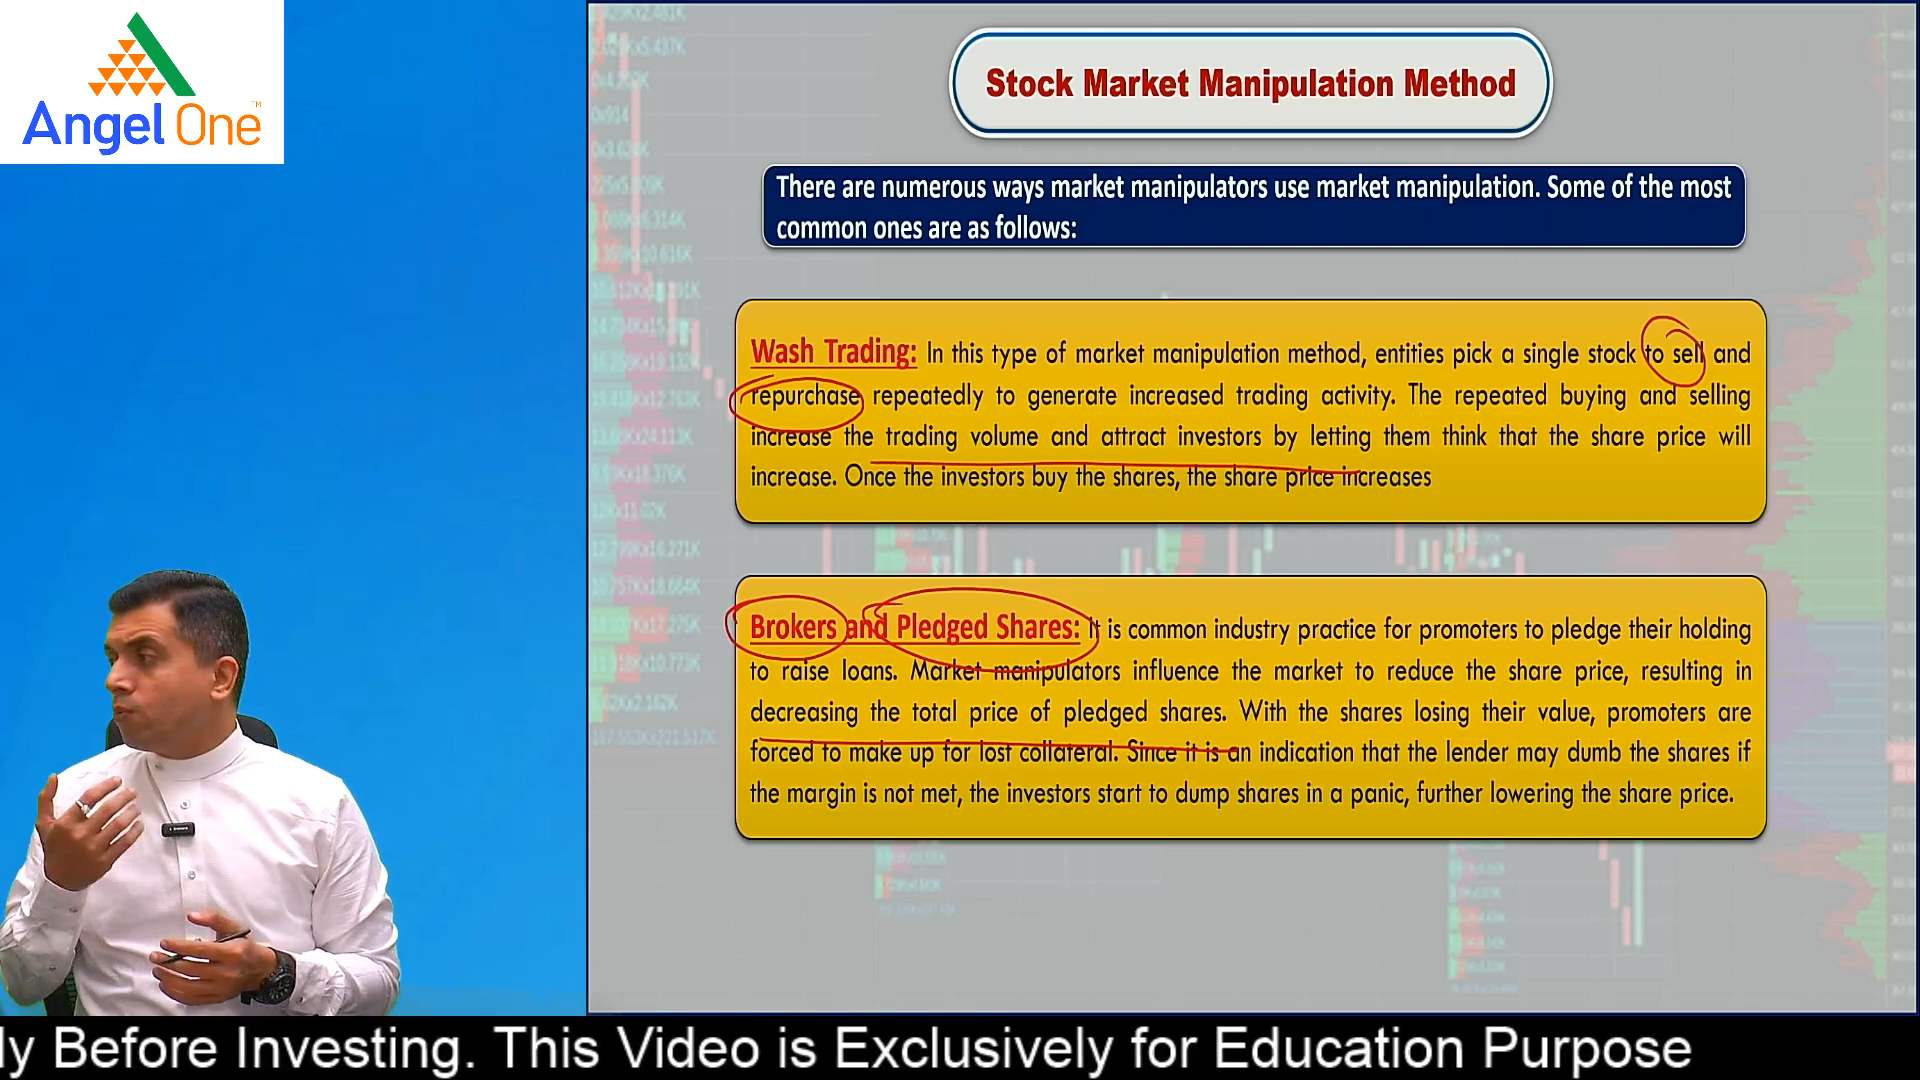 Angel One
Stock Market Manipulation Method
There are numerous ways market manipulators use market manipulation. Some of the most
common ones are as follows:
Wash Trading: In this type of market manipulation method, entities pick a single stock to sell and
repurchase repeatedly to generate increased trading activity. The repeated buying and selling
increase the trading volume and attract investors by letting them think that the share price will
increase. Once the investors buy the shares, the share price increases
Brokers and Pledged Shares: It is common industry practice for promoters to pledge their holding
to raise loans. Market manipulators influence the market to reduce the share price, resulting in
decreasing the total price of pledged shares. With the shares losing their value, promoters are
forced to make up for lost collateral. Since it is an indication that the lender may dumb the shares if
the margin is not met, the investors start to dump shares in a panic, further lowering the share price.
ly Before Investing. This Video is Exclusively for Education Purpose